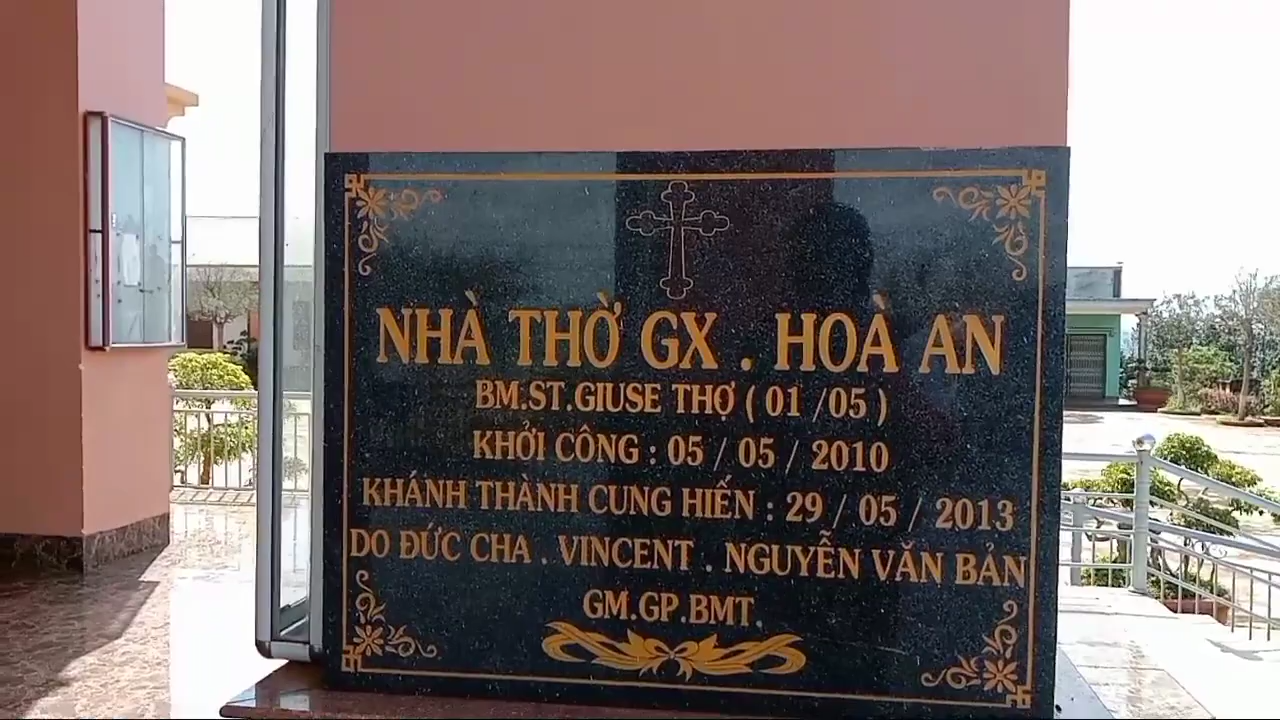 NHÀ THỜ GX . HOÀ AN
BM.ST.GIUSE THỢ ( 01 /05 )
KHỞI CÔNG : 05 / 05 / 2010
KHÁNH THÀNH CUNG HIẾN : 29 / 05 / 2013
DO ĐỨC CHA . VINCENT . NGUYỄN VĂN BẢN
GM.GP.BMT.